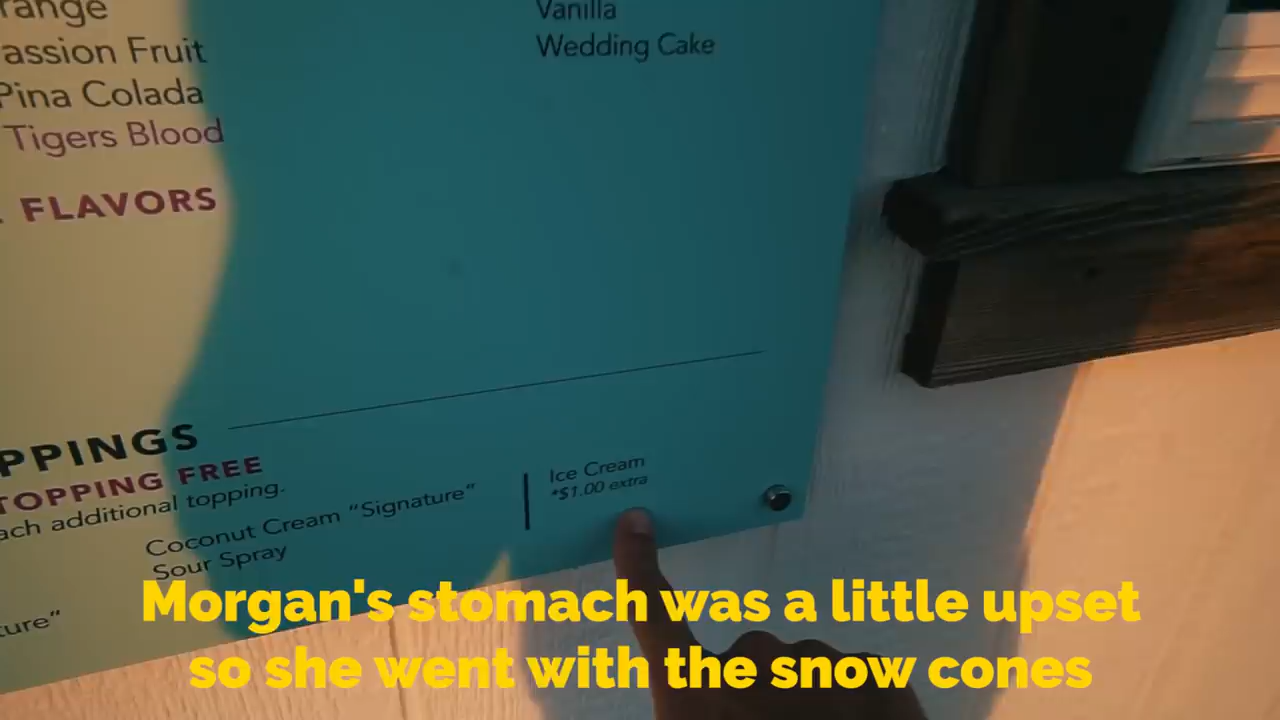 range
assion Fruit
Pina Colada
Tigers Blood
FLAVORS
Vanilla
Wedding Cake
PPINGS
TOPPING FREE
ach additional topping.
Coconut Cream "Signature"
Sour Spray
ture"
Ice Cream
*$1.00 extra
Morgan's stomach was a little upset
so she went with the snow cones